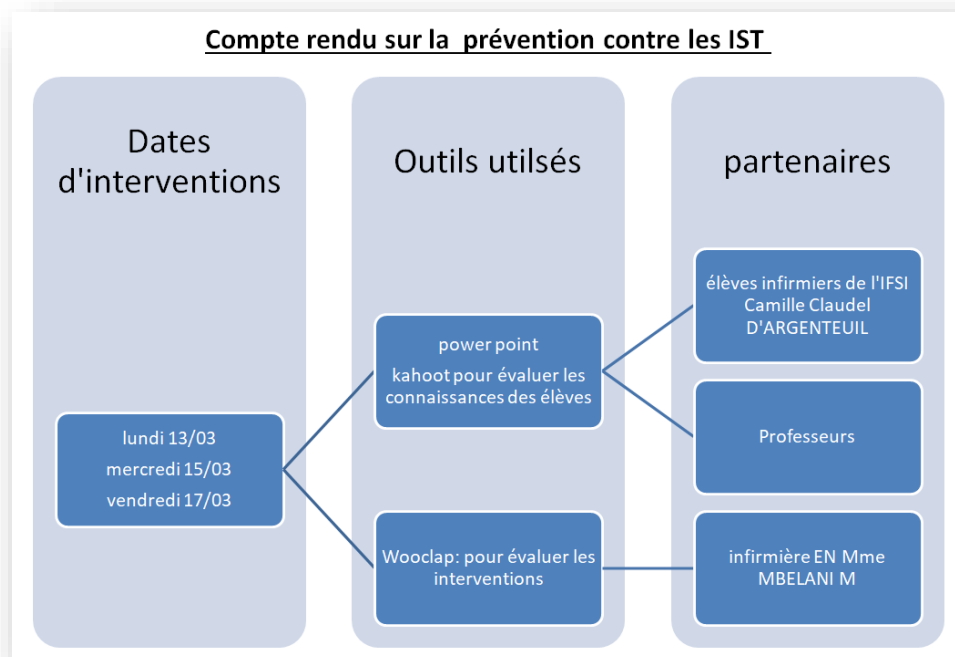 Compte rendu sur la prévention contre les IST
Dates
d'interventions
lundi 13/03
mercredi 15/03
vendredi 17/03
Outils utilsés
power point
kahoot pour évaluer les
connaissances des élèves
Wooclap: pour évaluer les
interventions
partenaires
élèves infirmiers de l'IFSI
Camille Claudel
D'ARGENTEUIL
Professeurs
infirmière EN Mme
MBELANI M